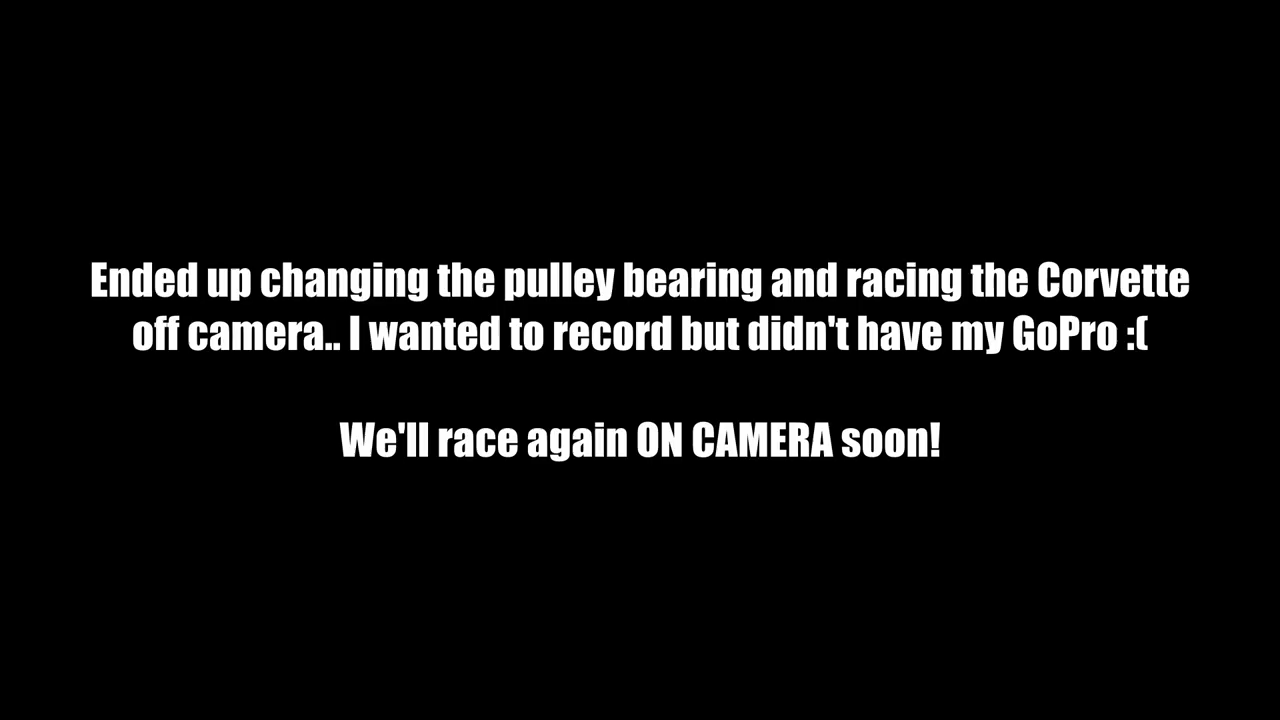 Ended up changing the pulley bearing and racing the Corvette
off camera.. I wanted to record but didn't have my GoPro :(
We'll race again ON CAMERA soon!